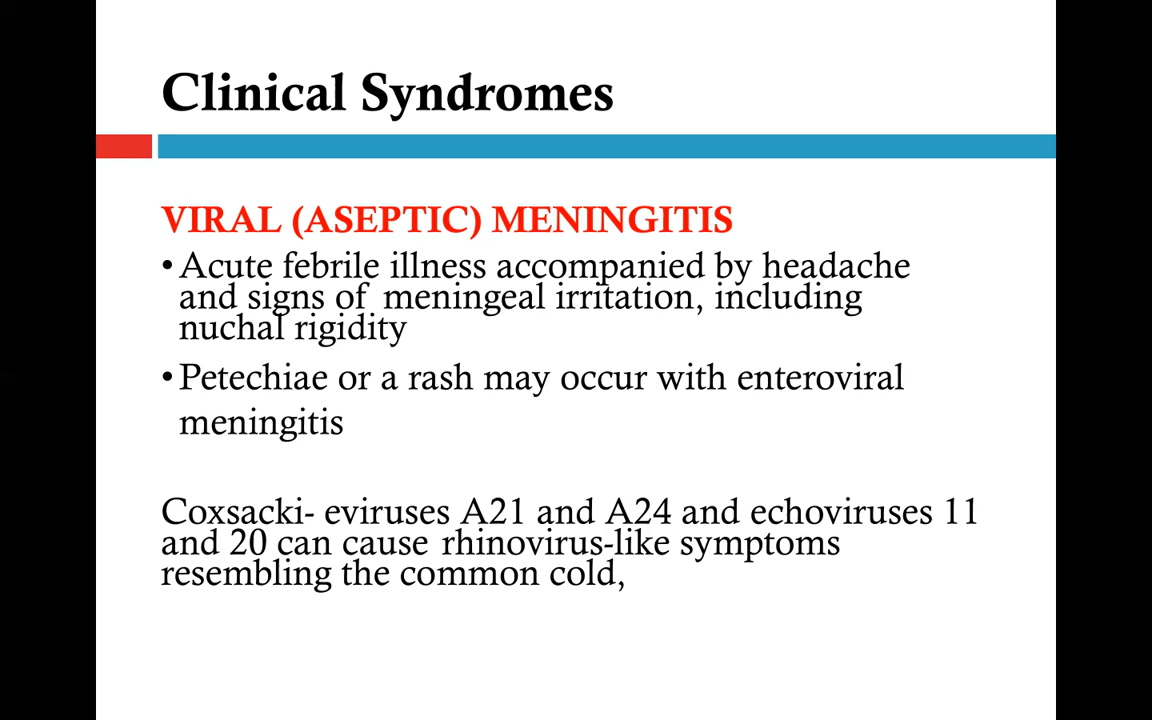 Clinical Syndromes
VIRAL (ASEPTIC) MENINGITIS
• Acute febrile illness accompanied by headache
and signs of meningeal irritation, including
nuchal rigidity
• Petechiae or a rash may occur with enteroviral
meningitis
Coxsacki- eviruses A21 and A24 and echoviruses 11
and 20 can cause rhinovirus-like symptoms
resembling the common cold,